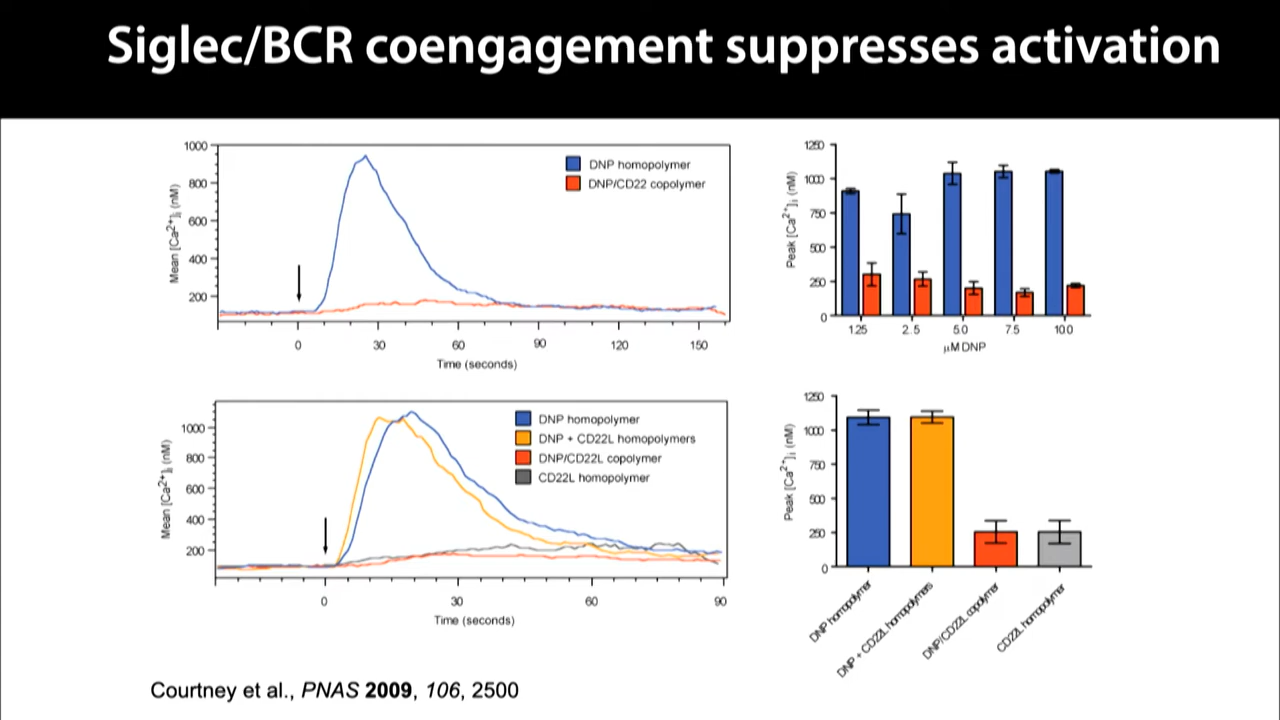 Siglec/BCR coengagement suppresses activation
1000
800
600
400
200
Mean [Ca2+]i (nM)
DNP homopolymer
DNP/CD22 copolymer
0 30 60 90 120 150
Time (seconds)
1250
1000
750
500
250
0
Peak [Ca2+]i (nM)
1.25 2.5 5.0 7.5 10.0
µM DNP
1000
800
600
400
200
Mean [Ca2+]i (nM)
DNP homopolymer
DNP + CD22L homopolymers
DNP/CD22L copolymer
CD22L homopolymer
0 30 60 90
Time (seconds)
1250
1000
750
500
250
0
Peak [Ca2+]i (nM)
DNP homopolymer
DNP + CD22L homopolymers
DNP/CD22L copolymer
CD22L homopolymer
Courtney et al., PNAS 2009, 106, 2500